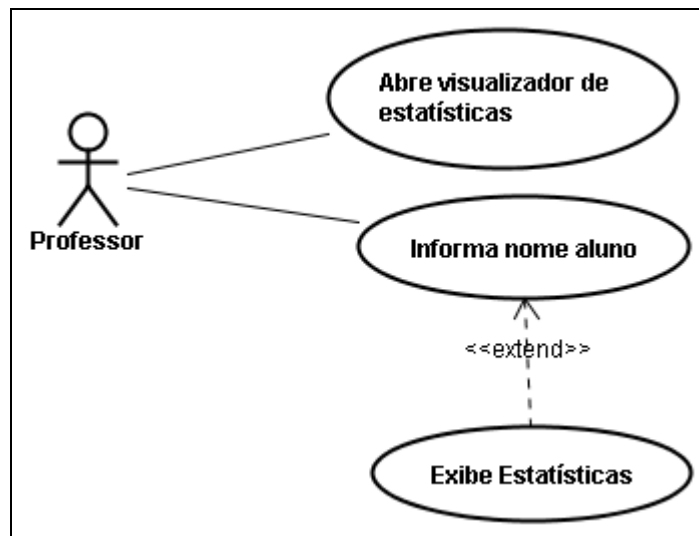 Abre visualizador de
estatísticas
Professor
Informa nome aluno
<<extend>>
Exibe Estatísticas